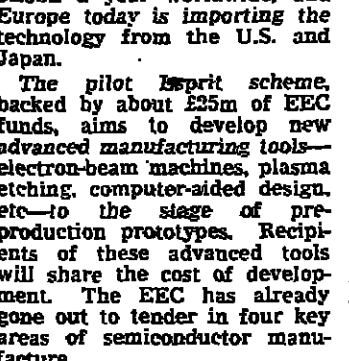 Europe today is importing the
technology from the U.S. and
Japan.
The pilot Esprit scheme,
backed by about £25m of EEC
funds, aims to develop new
advanced manufacturing tools—
electron-beam machines, plasma
etching, computer-aided design,
etc—to the stage of pre-
production prototypes. Recipi-
ents of these advanced tools
will share the cost of develop-
ment. The EEC has already
gone out to tender in four key
areas of semiconductor manu-
facture